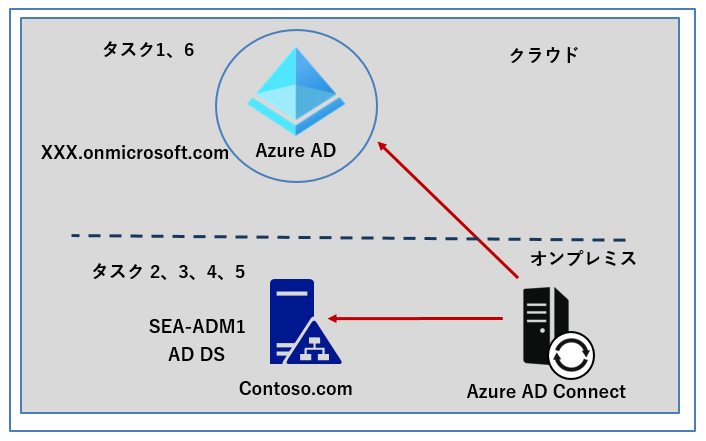 タスク1、6
クラウド
XXX.onmicrosoft.com
Azure AD
オンプレミス
タスク 2、3、4、5
SEA-ADM1
AD DS
Contoso.com
Azure AD Connect